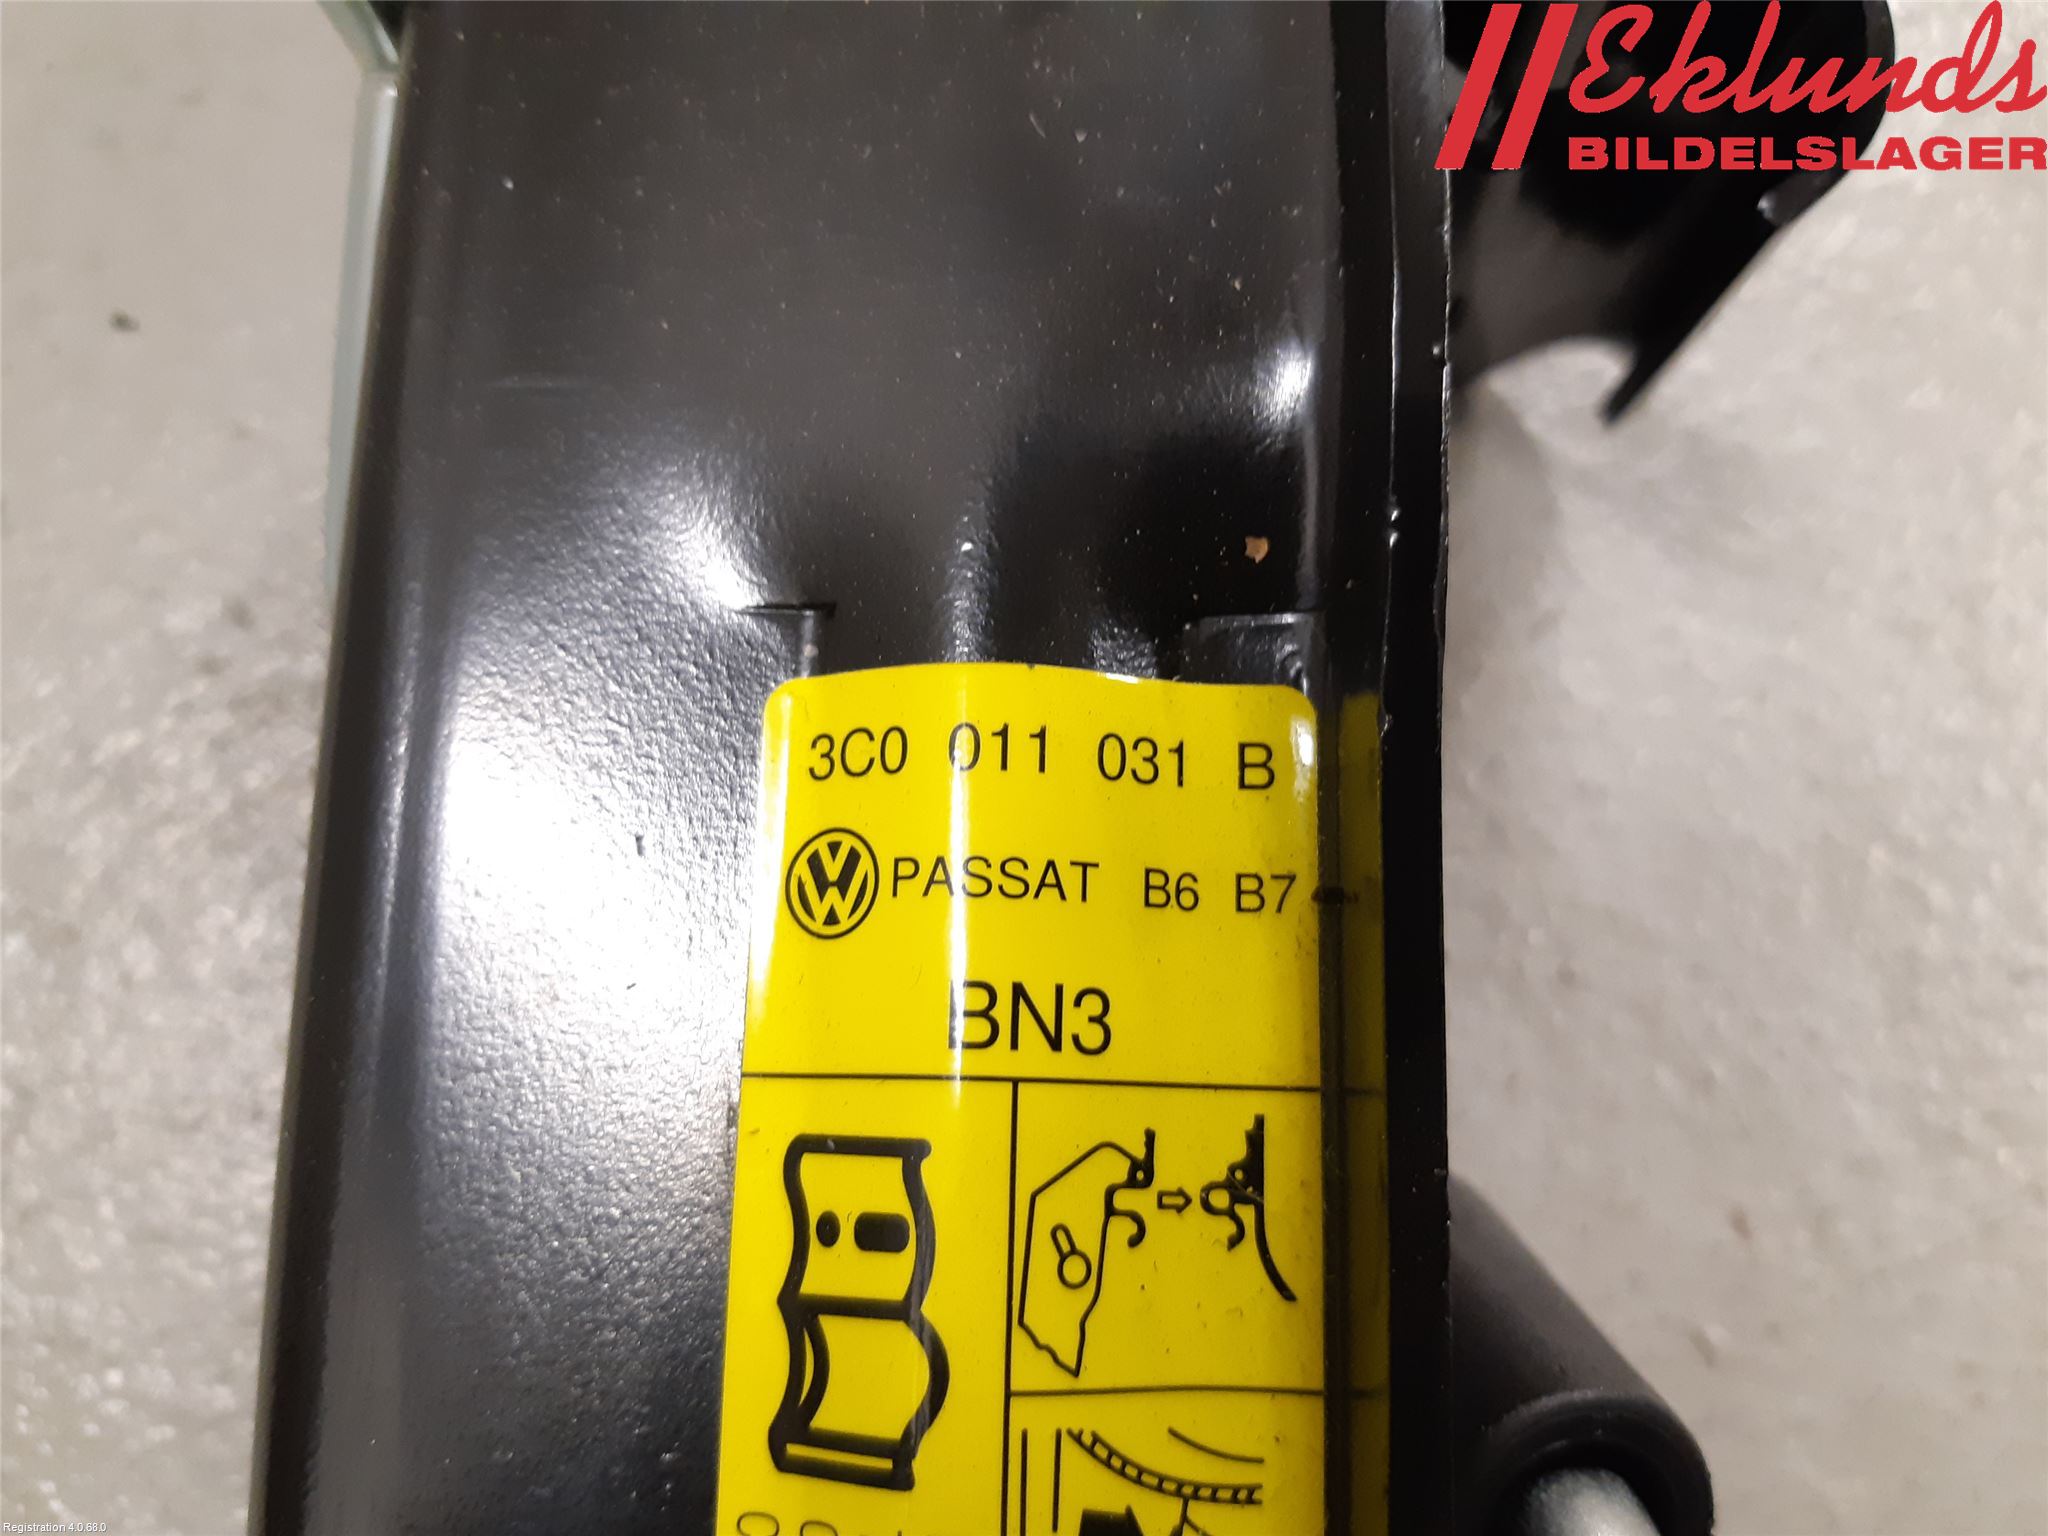 Eklunds
BILDELSLAGER
3C0 011 031 B
PASSAT B6 B7
BN3
Registration 4.0.68.0